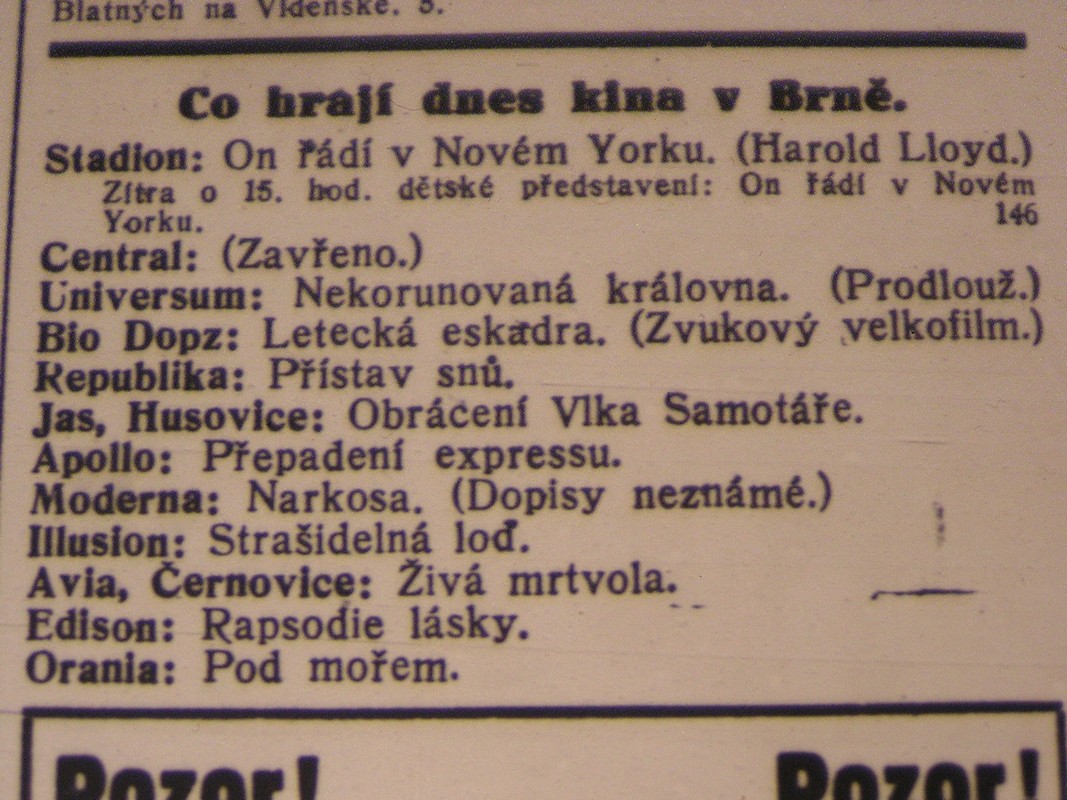 Blatných na Vídeňské. 5.
Co hrají dnes kina v Brně.
Stadion: On řádí v Novém Yorku. (Harold Lloyd.)
Zítra o 15. hod. dětské představení: On řádí v Novém
Yorku. 146
Central: (Zavřeno.)
Universum: Nekorunovaná královna. (Prodlouž.)
Bio Dopz: Letecká eskadra. (Zvukový velkofilm.)
Republika: Přístav snů.
Jas, Husovice: Obrácení Vlka Samotáře.
Apollo: Přepadení expressu.
Moderna: Narkosa. (Dopisy neznámé.)
Illusion: Strašidelná loď.
Avia, Černovice: Živá mrtvola.
Edison: Rapsodie lásky.
Orania: Pod mořem.
Pozor! Pozor!